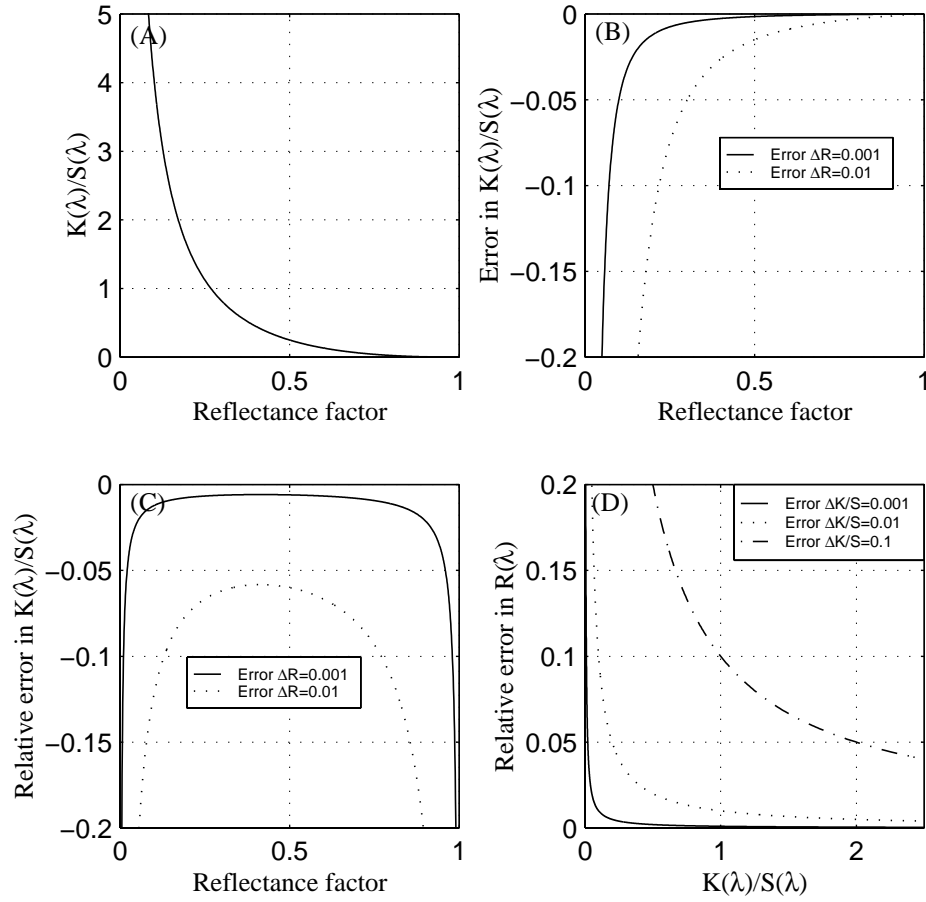 (A)
5
4
3
2
1
0
K(λ)/S(λ)
0
0.5
1
Reflectance factor
(B)
0
−0.05
−0.1
−0.15
−0.2
Error in K(λ)/S(λ)
Error ΔR=0.001
Error ΔR=0.01
0
0.5
1
Reflectance factor
(C)
0
−0.05
−0.1
−0.15
−0.2
Relative error in K(λ)/S(λ)
Error ΔR=0.001
Error ΔR=0.01
0
0.5
1
Reflectance factor
(D)
0.2
0.15
0.1
0.05
0
Relative error in R(λ)
Error ΔK/S=0.001
Error ΔK/S=0.01
Error ΔK/S=0.1
0
1
2
K(λ)/S(λ)